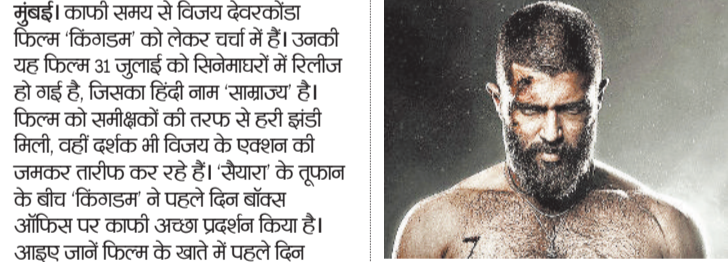 मुंबई। काफी समय से विजय देवरकोंडा
फिल्म 'किंगडम' को लेकर चर्चा में हैं। उनकी
यह फिल्म 31 जुलाई को सिनेमाघरों में रिलीज
हो गई है, जिसका हिंदी नाम 'साम्राज्य' है।
फिल्म को समीक्षकों की तरफ से हरी झंडी
मिली, वहीं दर्शक भी विजय के एक्शन की
जमकर तारीफ कर रहे हैं। 'सैयारा' के तूफान
के बीच 'किंगडम' ने पहले दिन बॉक्स
ऑफिस पर काफी अच्छा प्रदर्शन किया है।
आइए जानें फिल्म के खाते में पहले दिन